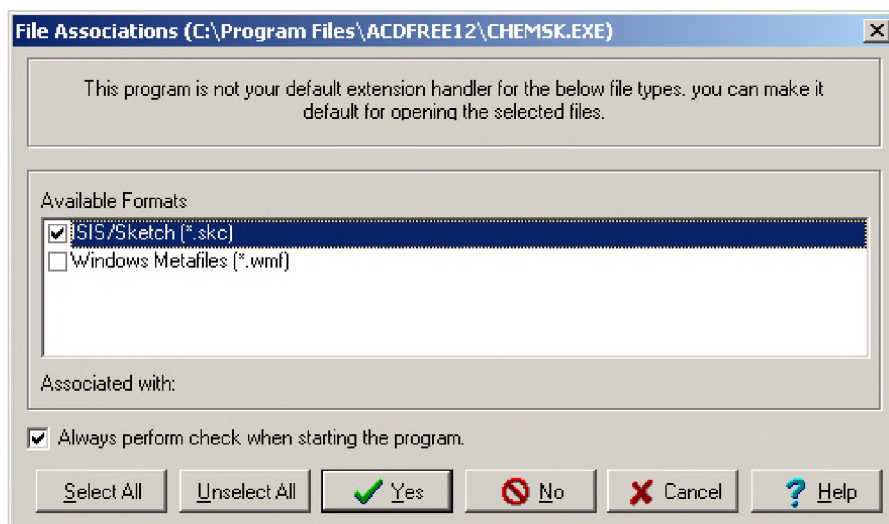 File Associations (C:\Program Files\ACDFREE12\CHEMSK.EXE)
This program is not your default extension handler for the below file types. you can make it
default for opening the selected files.
Available Formats
ISIS/Sketch (*.skc)
Windows Metafiles (*.wmf)
Associated with:
Always perform check when starting the program.
Select All Unselect All Yes No Cancel Help